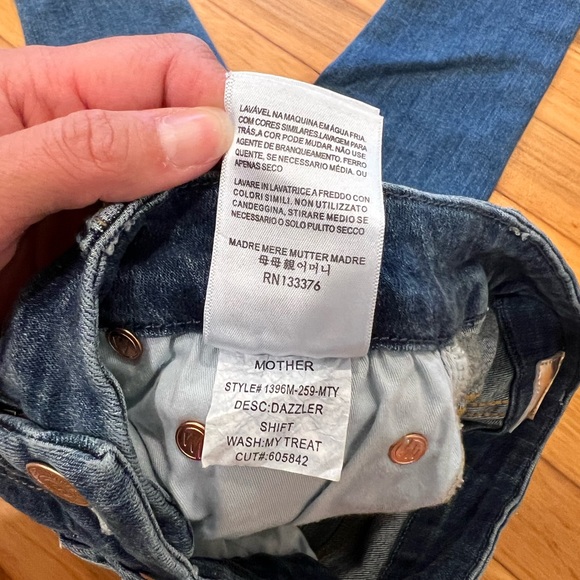 LAVÁVEL NA MAQUINA EM ÁGUA FRIA
COM CORES SIMILARES.LAVAGEM PARA
TRÁS,A COR PODE MUDAR. NÃO USE
AGENTE DE BRANQUEAMENTO. FERRO
QUENTE, SE NECESSARIO MÉDIA. OU
APENAS SECO
LAVARE IN LAVATRICE A FREDDO CON
COLORI SIMILI. NON UTILIZZATO
CANDEGGINA, STIRARE MEDIO SE
NECESSARIO O SOLO PULITO SECCO
MADRE MERE MUTTER MADRE
母母親어머니
RN133376
MOTHER
STYLE# 1396M-259-MTY
DESC:DAZZLER
SHIFT
WASH:MY TREAT
CUT#:605842